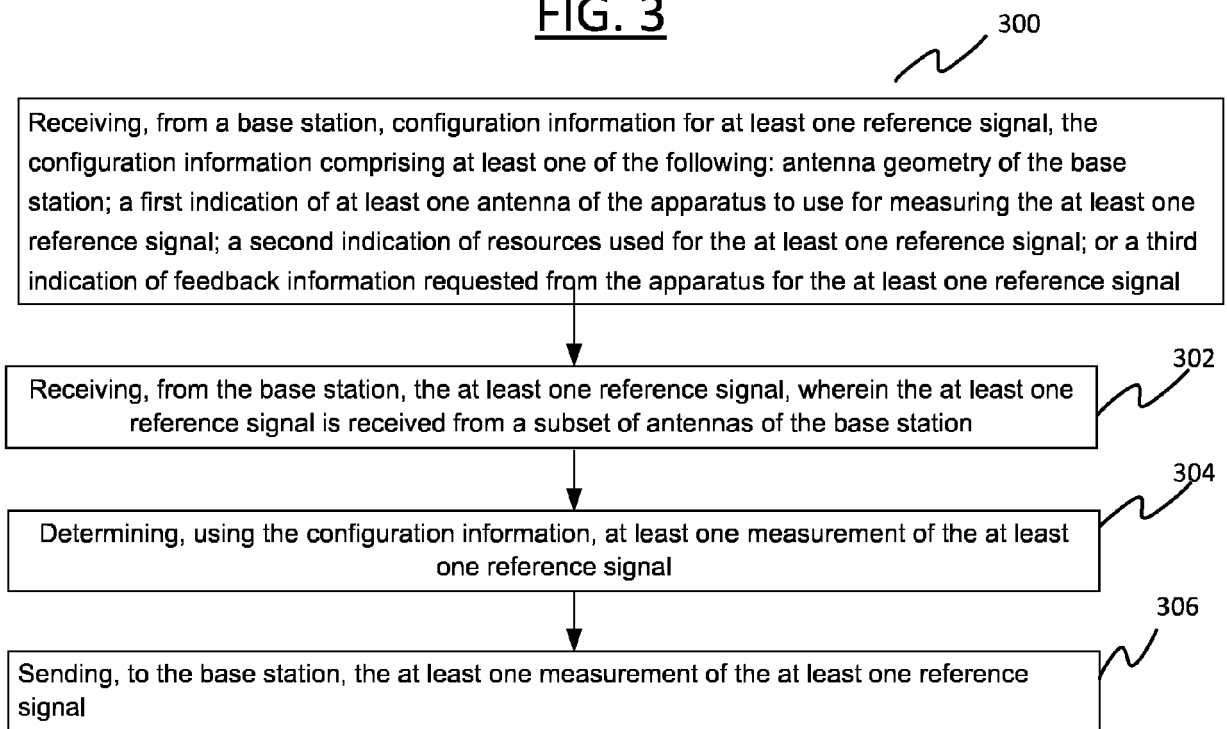 FIG. 3
300
Receiving, from a base station, configuration information for at least one reference signal, the
configuration information comprising at least one of the following: antenna geometry of the base
station; a first indication of at least one antenna of the apparatus to use for measuring the at least one
reference signal; a second indication of resources used for the at least one reference signal; or a third
indication of feedback information requested from the apparatus for the at least one reference signal
302
Receiving, from the base station, the at least one reference signal, wherein the at least one
reference signal is received from a subset of antennas of the base station
304
Determining, using the configuration information, at least one measurement of the at least
one reference signal
306
Sending, to the base station, the at least one measurement of the at least one reference
signal